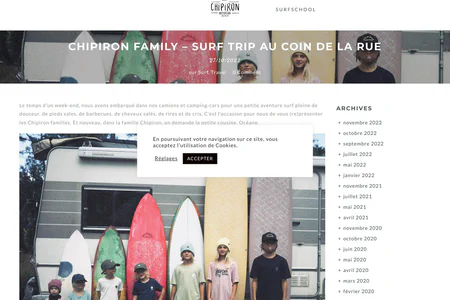 CHIPIRON
SURFSCHOOL
CHIPIRON FAMILY – SURF TRIP AU COIN DE LA RUE
27/10/2022
sur Surf Travel 0 Comment
Le temps d'un week-end, nous avons embarqué dans nos camions et camping-cars pour une petite aventure surf pleine de
douceur, de pieds sales, de barbecues, de cheveux salés, de rires et de cris. C'est l'occasion pour nous de vous (re)présenter
les Chipiron families. Et nouveau, dans la famille Chipiron, on demande la petite cousine, Océane
En poursuivant votre navigation sur ce site, vous
acceptez l'utilisation de Cookies.
Réglages ACCEPTER
ARCHIVES
novembre 2022
octobre 2022
septembre 2022
juillet 2022
mai 2022
janvier 2022
novembre 2021
juillet 2021
mai 2021
avril 2021
novembre 2020
octobre 2020
juin 2020
mai 2020
avril 2020
mars 2020
février 2020